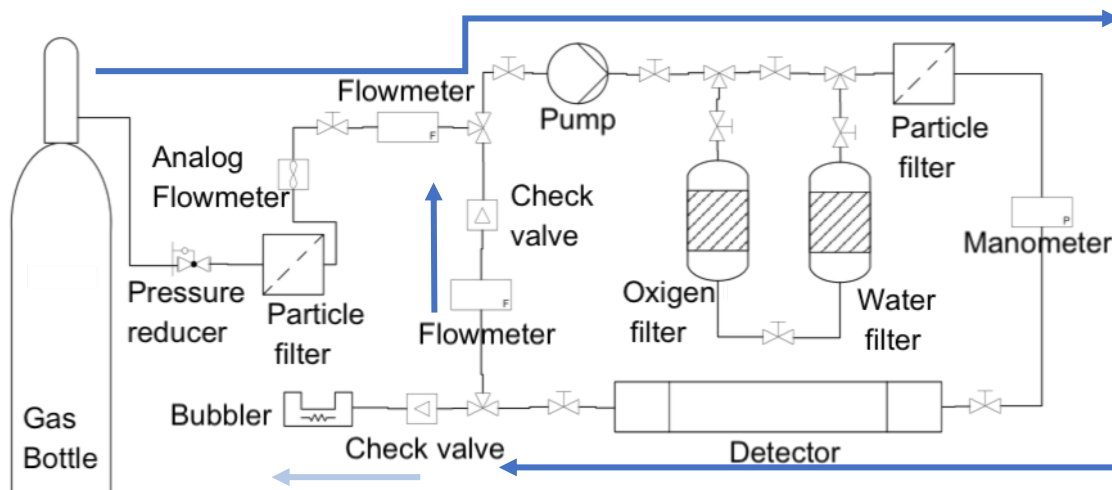 Flowmeter
Pump
Particle
filter
Analog
Flowmeter
F
Check
valve
P
Manometer
Pressure
reducer
Particle
filter
F
Flowmeter
Oxigen
filter
Water
filter
Gas
Bottle
Bubbler
Check valve
Detector